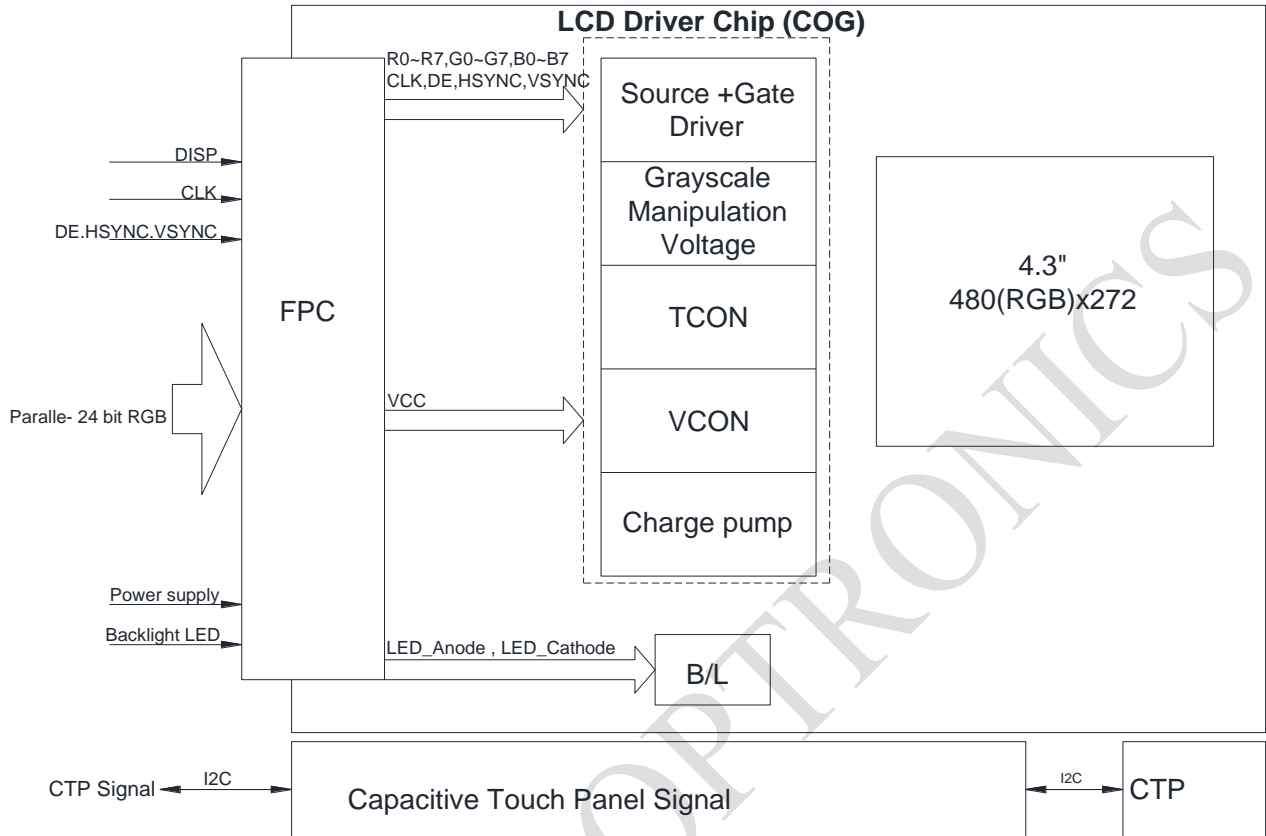 LCD Driver Chip (COG)
R0~R7,G0~G7,B0~B7
CLK,DE,HSYNC,VSYNC
Source +Gate
Driver
DISP
CLK
DE.HSYNC.VSYNC
Grayscale
Manipulation
Voltage
4.3"
480(RGB)x272
FPC
TCON
Paralle- 24 bit RGB
VCC
VCON
Charge pump
Power supply
Backlight LED
LED_Anode , LED_Cathode
B/L
CTP Signal
I2C
Capacitive Touch Panel Signal
I2C
CTP
OPTRONICS